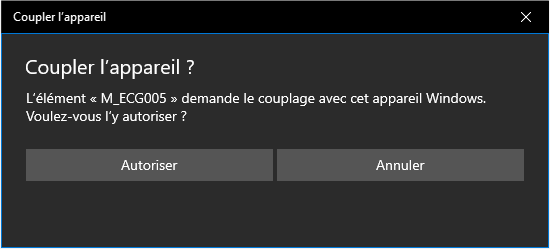 Coupler l’appareil
Coupler l’appareil ?
L’élément « M_ECG005 » demande le couplage avec cet appareil Windows.
Voulez-vous l’y autoriser ?
Autoriser
Annuler